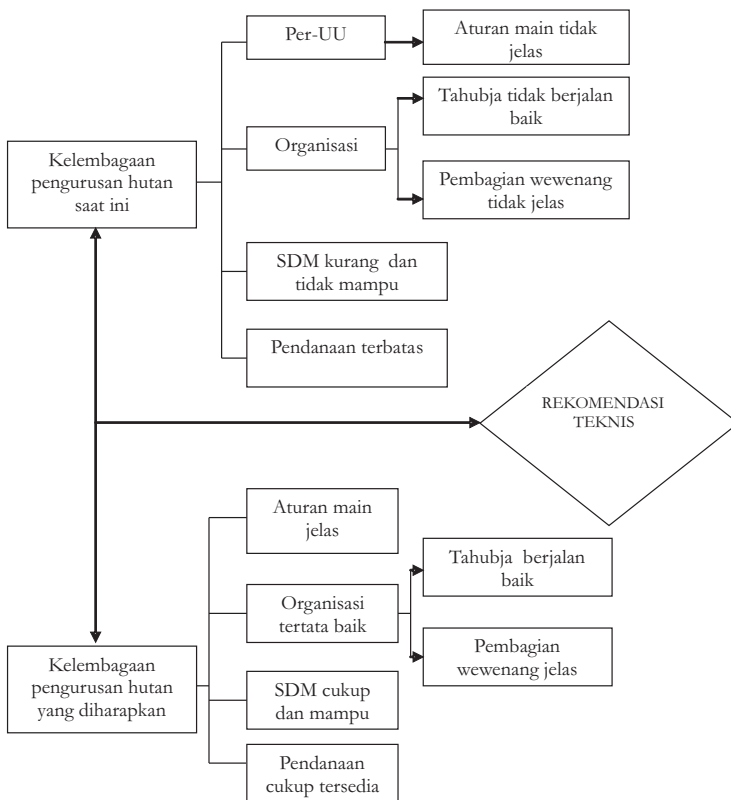 Per-UU
Aturan main tidak
jelas
Tahubja tidak berjalan
baik
Organisasi
Kelembagaan
pengurusan hutan
saat ini
Pembagian wewenang
tidak jelas
SDM kurang dan
tidak mampu
Pendanaan terbatas
REKOMENDASI
TEKNIS
Aturan main
jelas
Tahubja berjalan
baik
Organisasi
tertata baik
Pembagian
wewenang jelas
Kelembagaan
pengurusan hutan
yang diharapkan
SDM cukup
dan mampu
Pendanaan
cukup tersedia